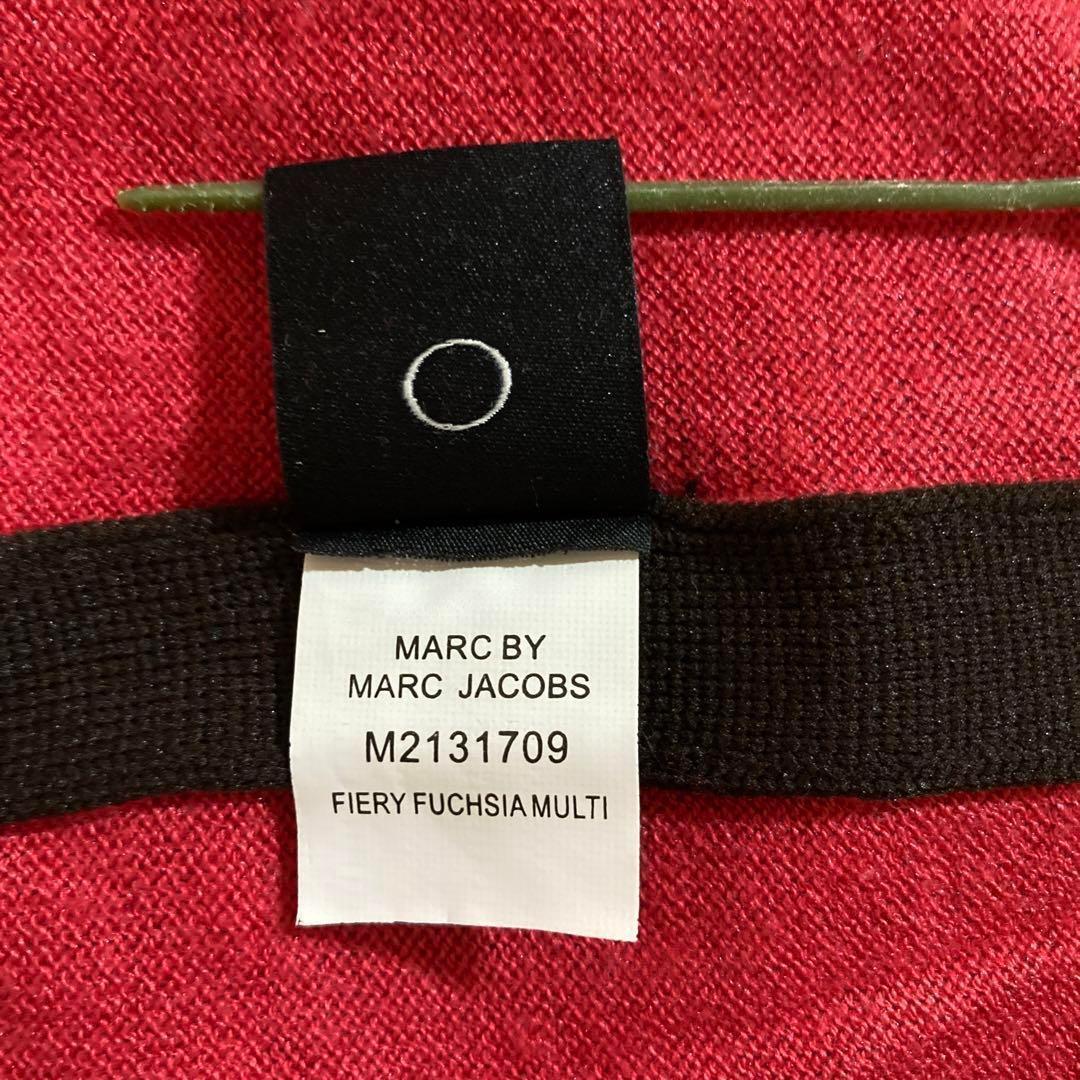 MARC BY
MARC JACOBS
M2131709
FIERY FUCHSIA MULTI